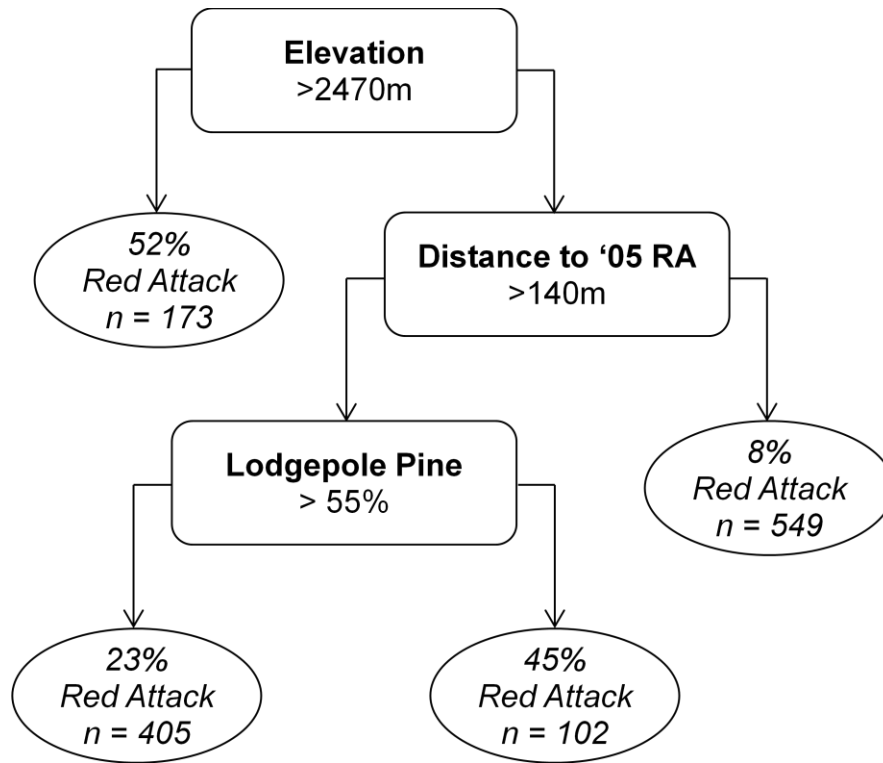 Elevation
>2470m
52%
Red Attack
n = 173
Distance to ‘05 RA
>140m
Lodgepole Pine
> 55%
8%
Red Attack
n = 549
23%
Red Attack
n = 405
45%
Red Attack
n = 102